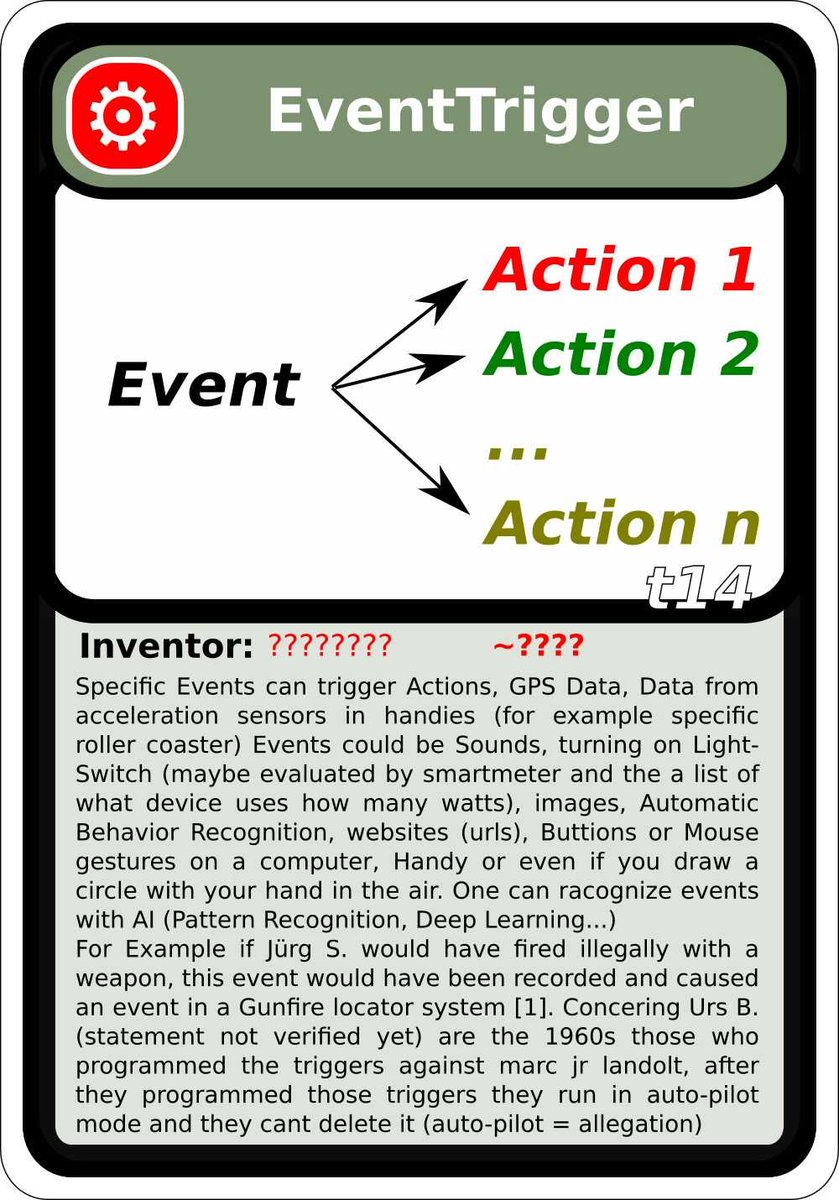 EventTrigger
Action 1
Action 2
Event
...
Action n
t14
Inventor: ???????? ~????
Specific Events can trigger Actions, GPS Data, Data from
acceleration sensors in handies (for example specific
roller coaster) Events could be Sounds, turning on Light-
Switch (maybe evaluated by smartmeter and the a list of
what device uses how many watts), images, Automatic
Behavior Recognition, websites (urls), Buttions or Mouse
gestures on a computer, Handy or even if you draw a
circle with your hand in the air. One can racognize events
with AI (Pattern Recognition, Deep Learning...)
For Example if Jürg S. would have fired illegally with a
weapon, this event would have been recorded and caused
an event in a Gunfire locator system [1]. Concering Urs B.
(statement not verified yet) are the 1960s those who
programmed the triggers against marc jr landolt, after
they programmed those triggers they run in auto-pilot
mode and they cant delete it (auto-pilot = allegation)